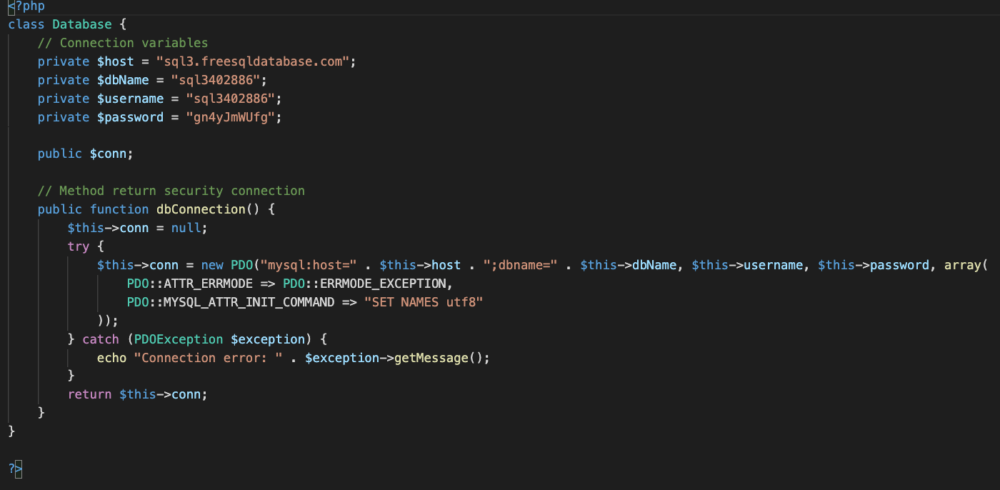 <?php
class Database {
    // Connection variables
    private $host = "sql3.freesqldatabase.com";
    private $dbName = "sql3402886";
    private $username = "sql3402886";
    private $password = "gn4yJmWUfg";

    public $conn;

    // Method return security connection
    public function dbConnection() {
        $this->conn = null;
        try {
            $this->conn = new PDO("mysql:host=" . $this->host . ";dbname=" . $this->dbName, $this->username, $this->password, array(
                PDO::ATTR_ERRMODE => PDO::ERRMODE_EXCEPTION,
                PDO::MYSQL_ATTR_INIT_COMMAND => "SET NAMES utf8"
            ));
        } catch (PDOException $exception) {
            echo "Connection error: " . $exception->getMessage();
        }
        return $this->conn;
    }
}

?>